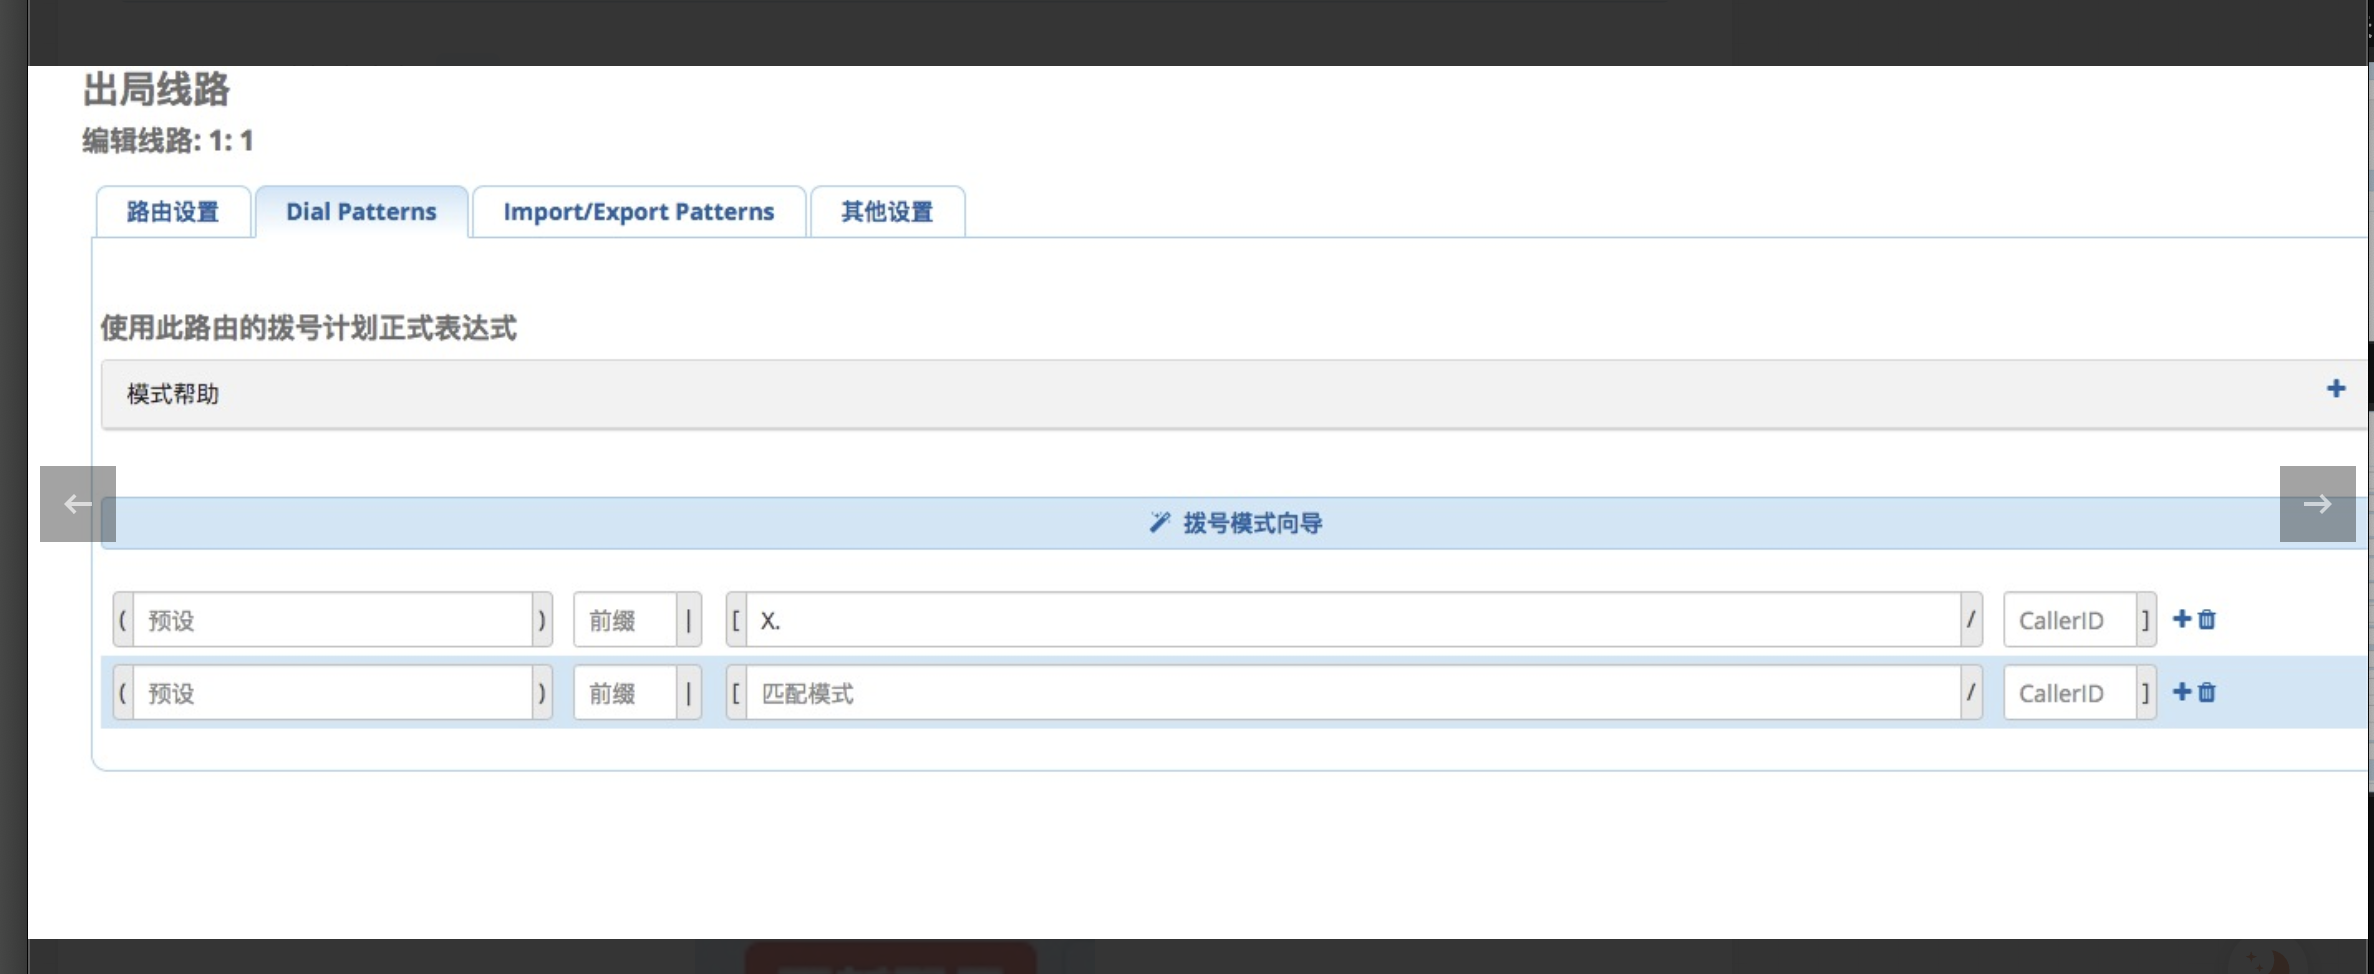 出局线路
编辑线路: 1: 1
路由设置 Dial Patterns Import/Export Patterns 其他设置
使用此路由的拨号计划正式表达式
模式帮助 +
拨号模式向导
( 预设 ) 前缀 | [ X. / CallerID ] +
( 预设 ) 前缀 | [ 匹配模式 / CallerID ] +